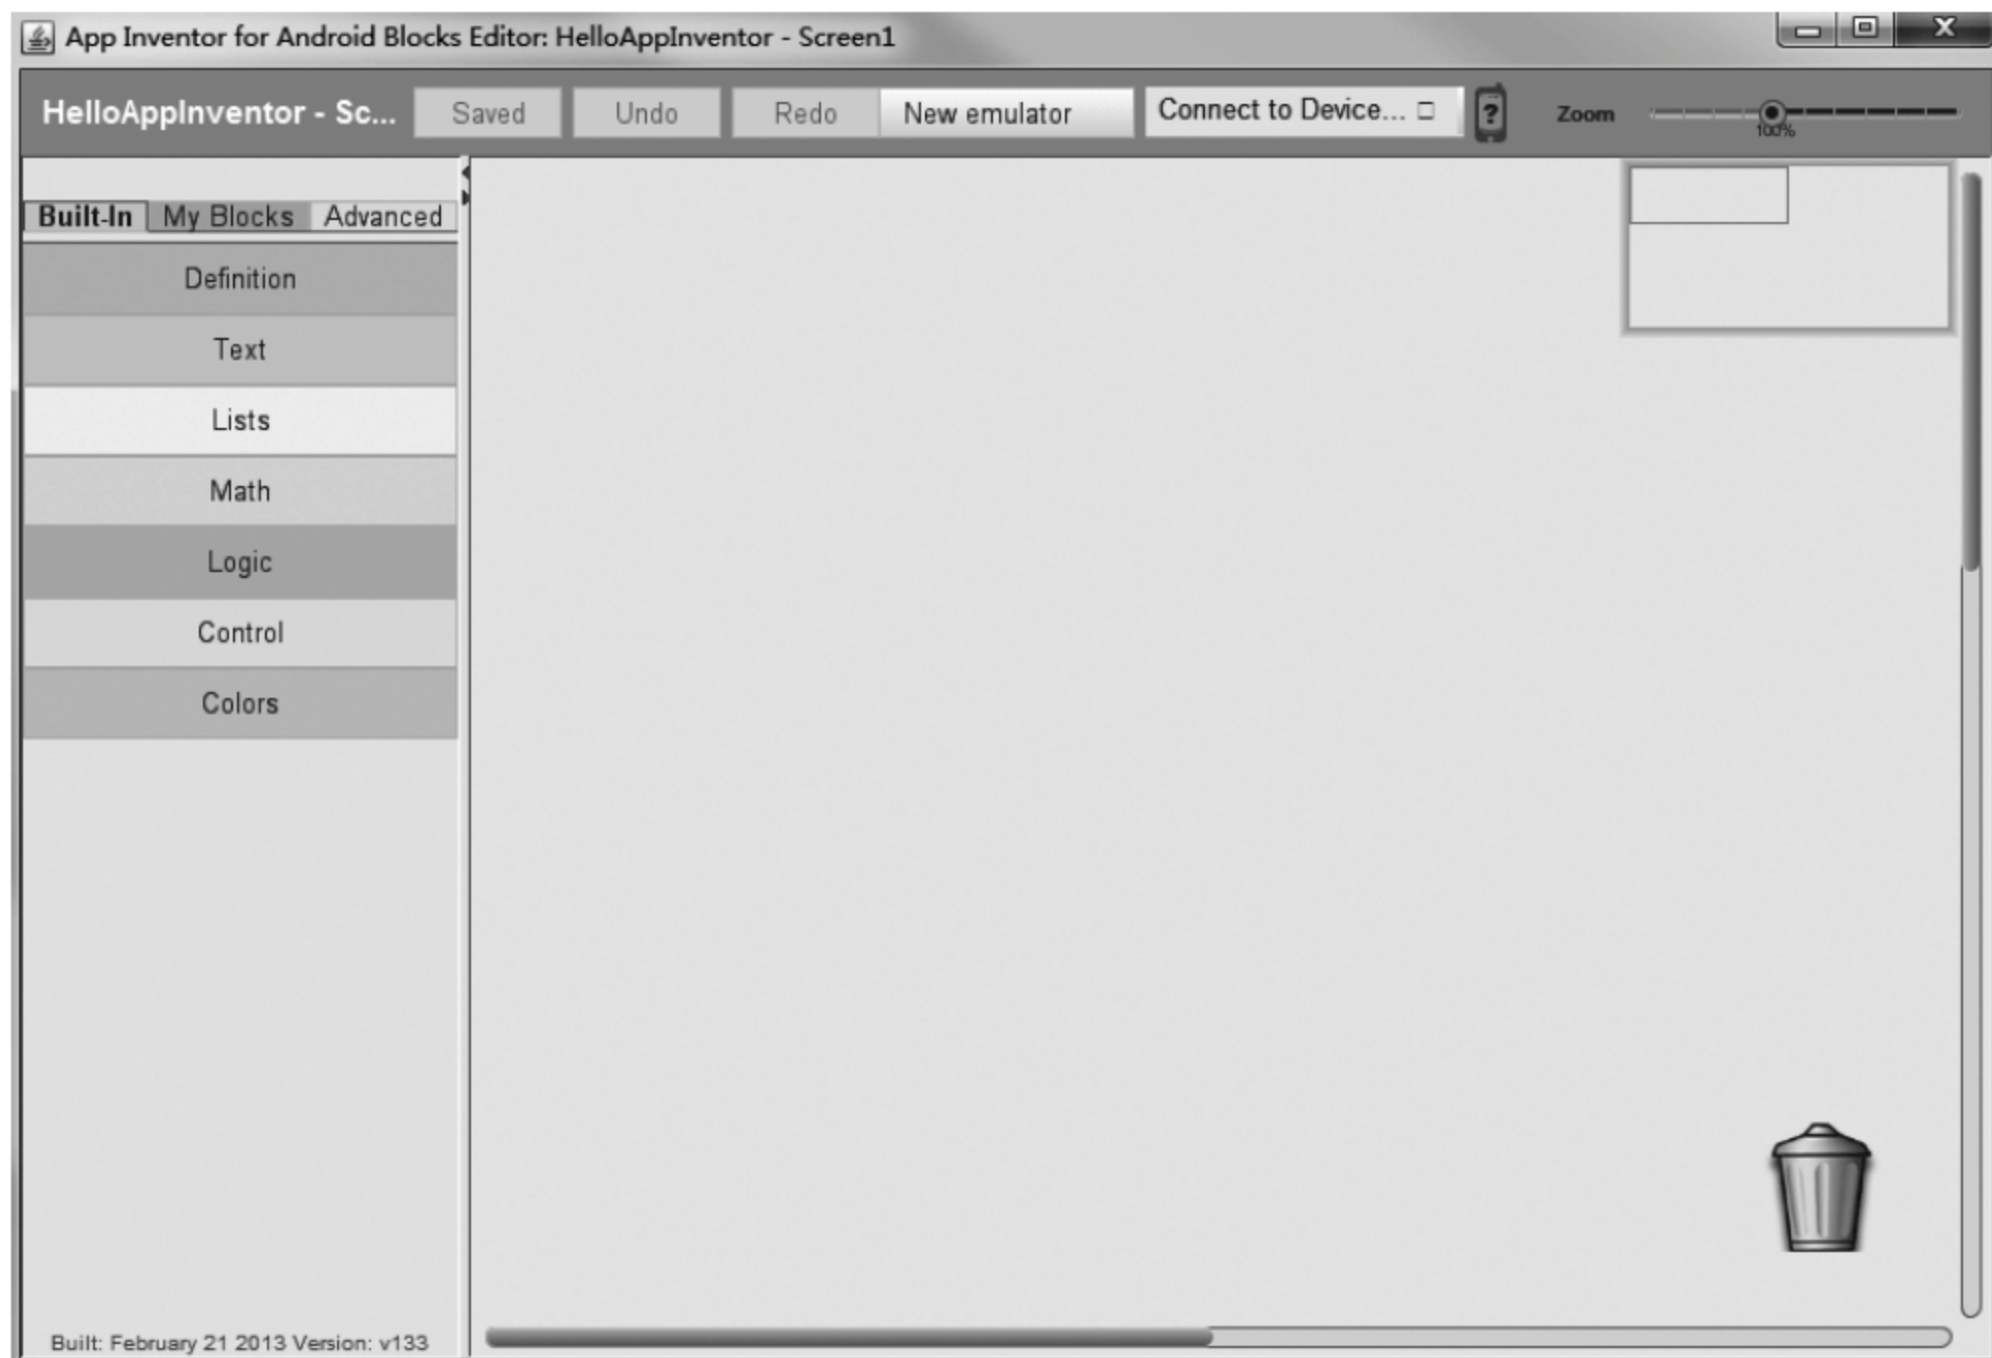 App Inventor for Android Blocks Editor: HelloAppInventor - Screen1
HelloAppInventor - Sc... Saved Undo Redo New emulator Connect to Device... ? Zoom
100%
Built-In My Blocks Advanced
Definition
Text
Lists
Math
Logic
Control
Colors
Built: February 21 2013 Version: v133